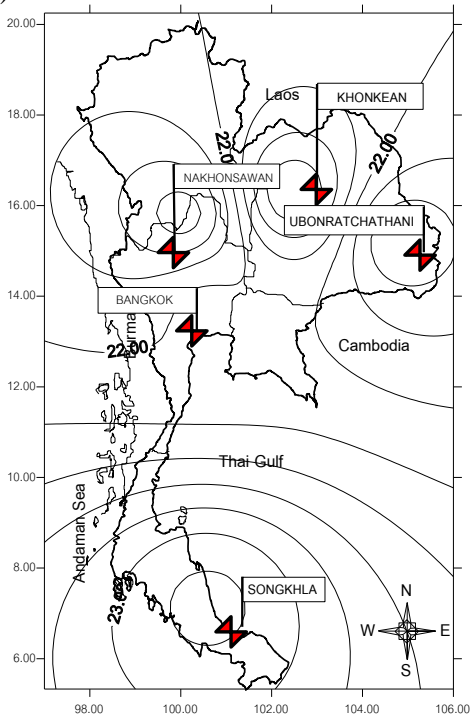 )
20.00
18.00
16.00
14.00
12.00
10.00
8.00
6.00
98.00 100.00 102.00 104.00 106.00
Laos
KHONKEAN
22.00
NAKHONSAWAN
UBONRATCHATHANI
BANGKOK
22.00
Cambodia
Thai Gulf
Andaman Sea
SONGKHLA
N
W E
S